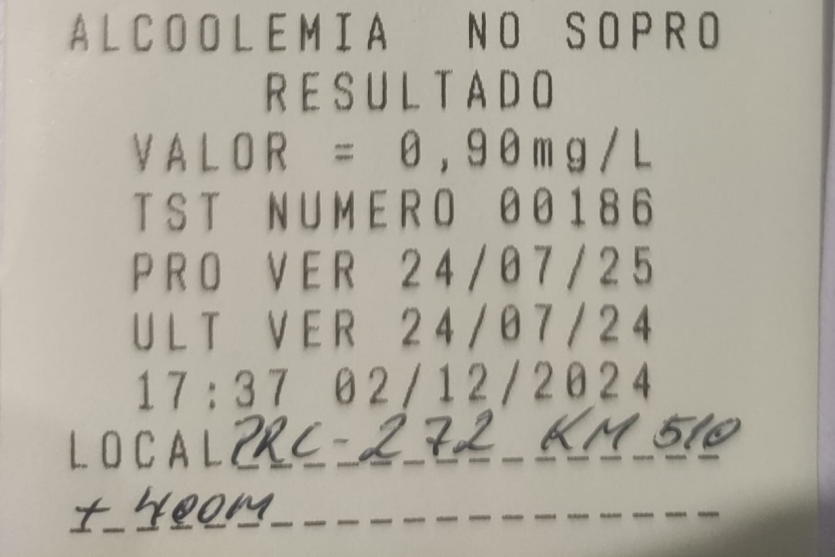 ALCOOLEMIA NO SOPRO
RESULTADO
VALOR = 0,90mg/L
TST NUMERO 00186
PRO VER 24/07/25
ULT VER 24/07/24
17:37 02/12/2024
LOCAL PRC-272 KM 510
+ 400M